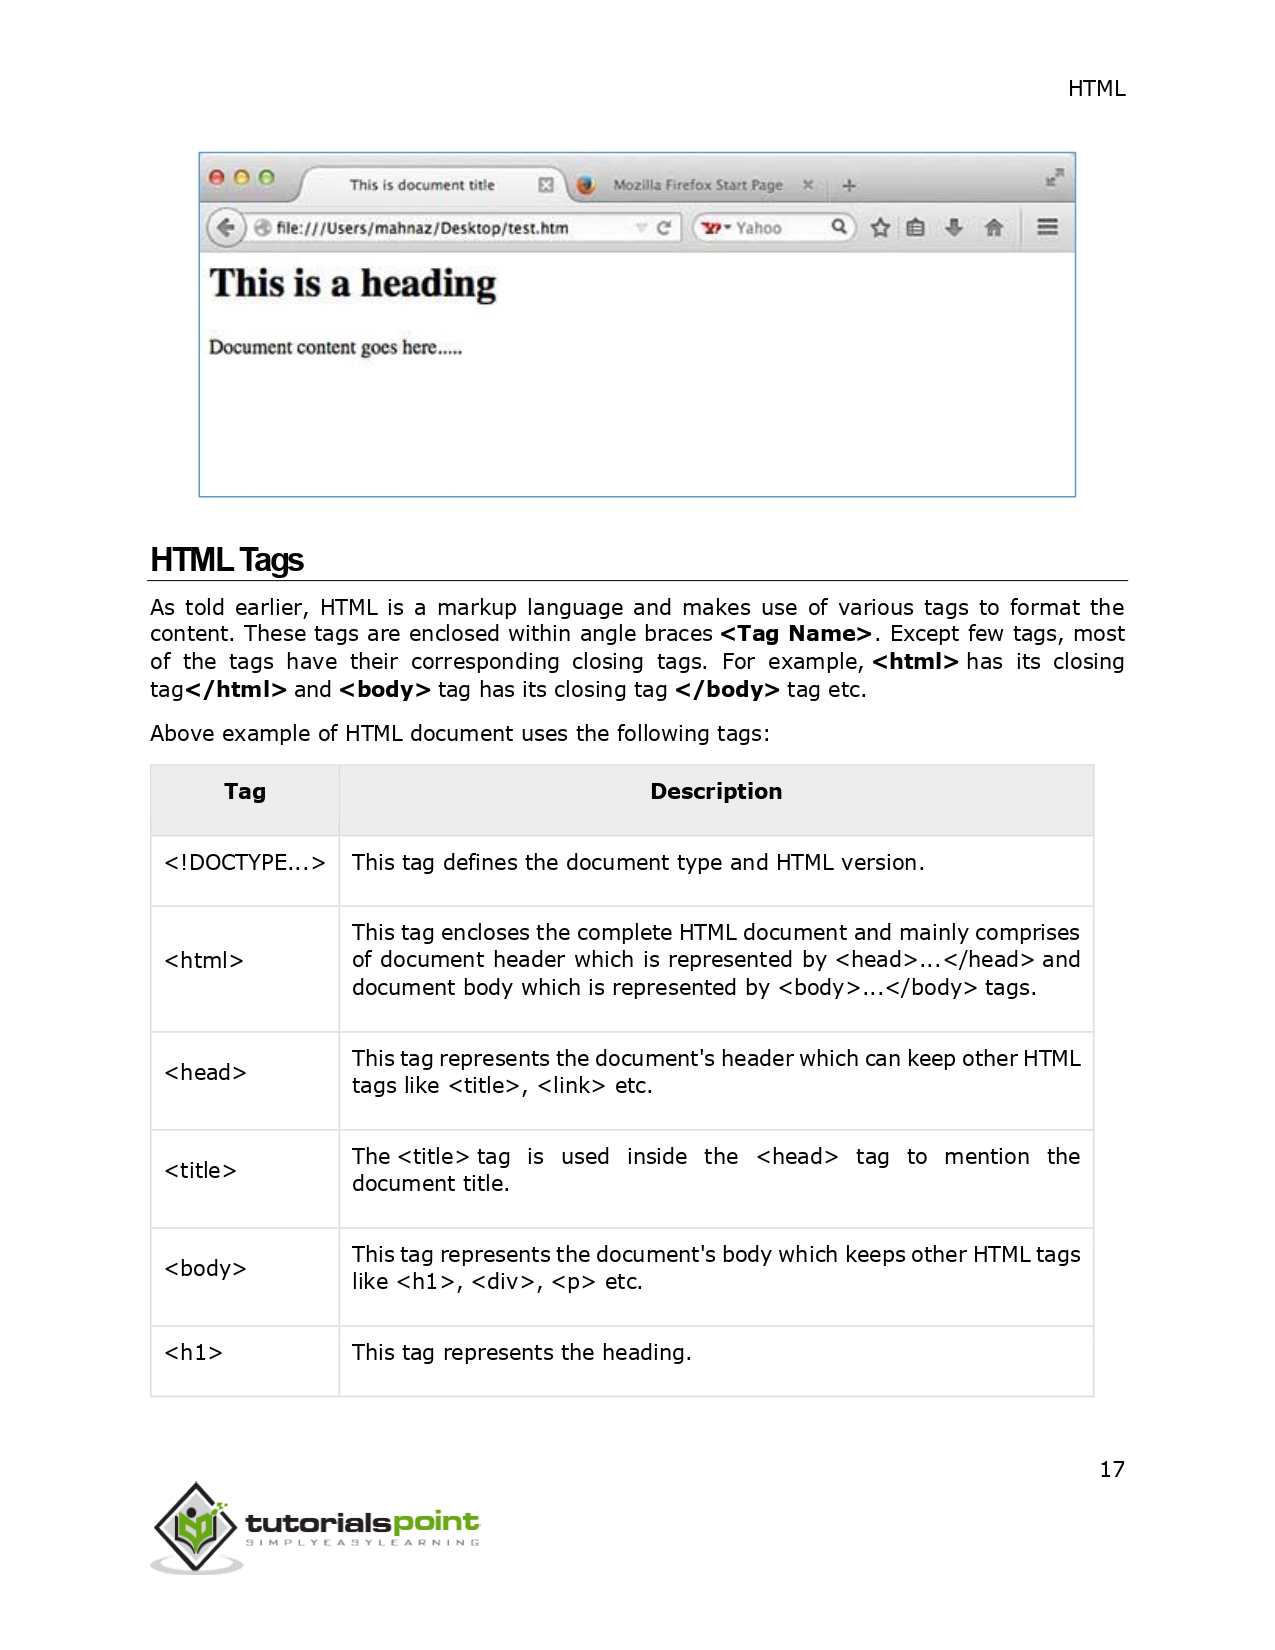 HTML
This is document title
Mozilla Firefox Start Page
file:///Users/mahnaz/Desktop/test.htm
Yahoo
This is a heading
Document content goes here.....
HTML Tags
As told earlier, HTML is a markup language and makes use of various tags to format the
content. These tags are enclosed within angle braces <Tag Name>. Except few tags, most
of the tags have their corresponding closing tags. For example, <html> has its closing
tag</html> and <body> tag has its closing tag </body> tag etc.
Above example of HTML document uses the following tags:
Tag Description
<!DOCTYPE...> This tag defines the document type and HTML version.
<html> This tag encloses the complete HTML document and mainly comprises
of document header which is represented by <head>...</head> and
document body which is represented by <body>...</body> tags.
<head> This tag represents the document's header which can keep other HTML
tags like <title>, <link> etc.
<title> The <title> tag is used inside the <head> tag to mention the
document title.
<body> This tag represents the document's body which keeps other HTML tags
like <h1>, <div>, <p> etc.
<h1> This tag represents the heading.
17
tutorialspoint
SIMPLYEASYLEARNING